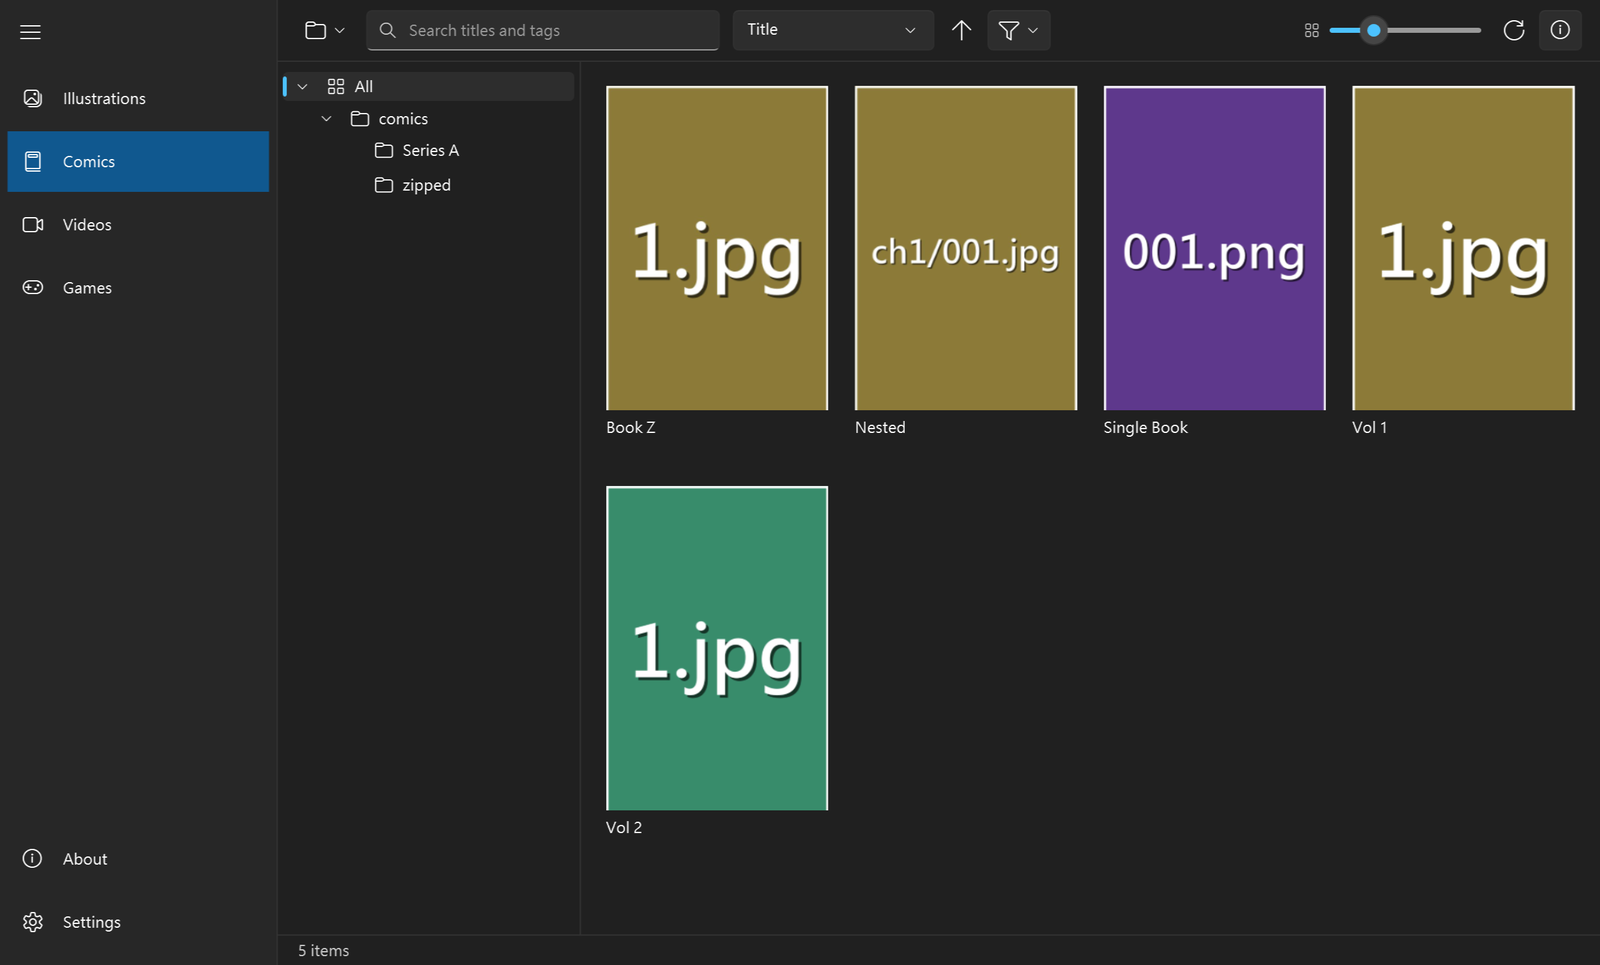 Search titles and tags
Title
Illustrations
Comics
Videos
Games
About
Settings
All
comics
Series A
zipped
1.jpg
Book Z
ch1/001.jpg
Nested
001.png
Single Book
1.jpg
Vol 1
1.jpg
Vol 2
5 items